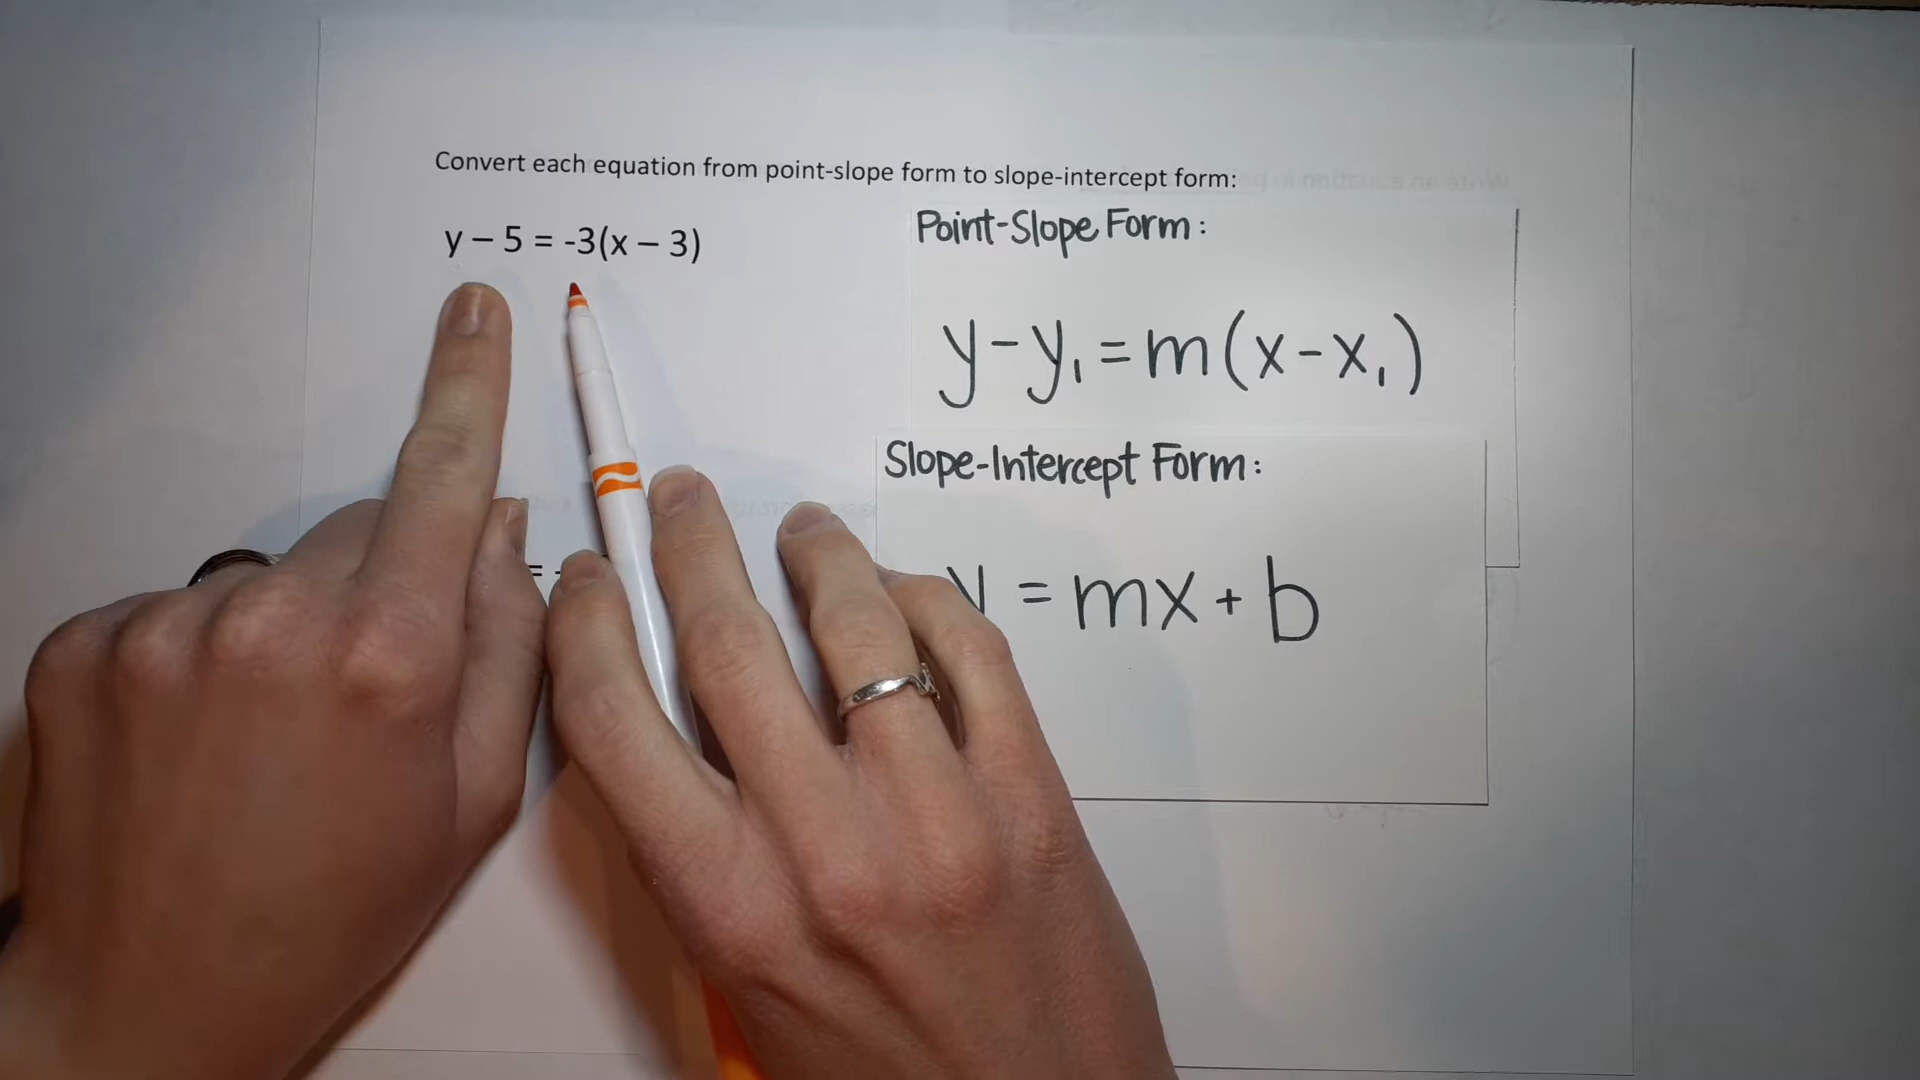 Convert each equation from point-slope form to slope-intercept form:
y – 5 = -3(x – 3)
Point-Slope Form:
y-y₁=m(x-x₁)
Slope-Intercept Form:
= -
y = mx + b